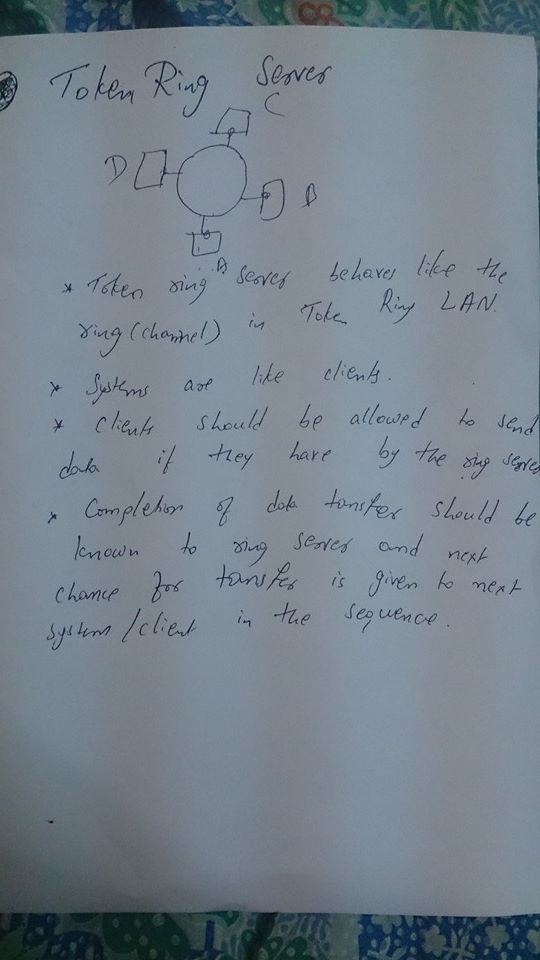 Token Ring Server
C
D
B
A
* Token ring server behaves like the
ring (channel) in Token Ring LAN.
* Systems are like clients.
* Clients should be allowed to send
data if they have by the ring server
* Completion of data transfer should be
known to ring server and next
chance for transfer is given to next
system/client in the sequence.